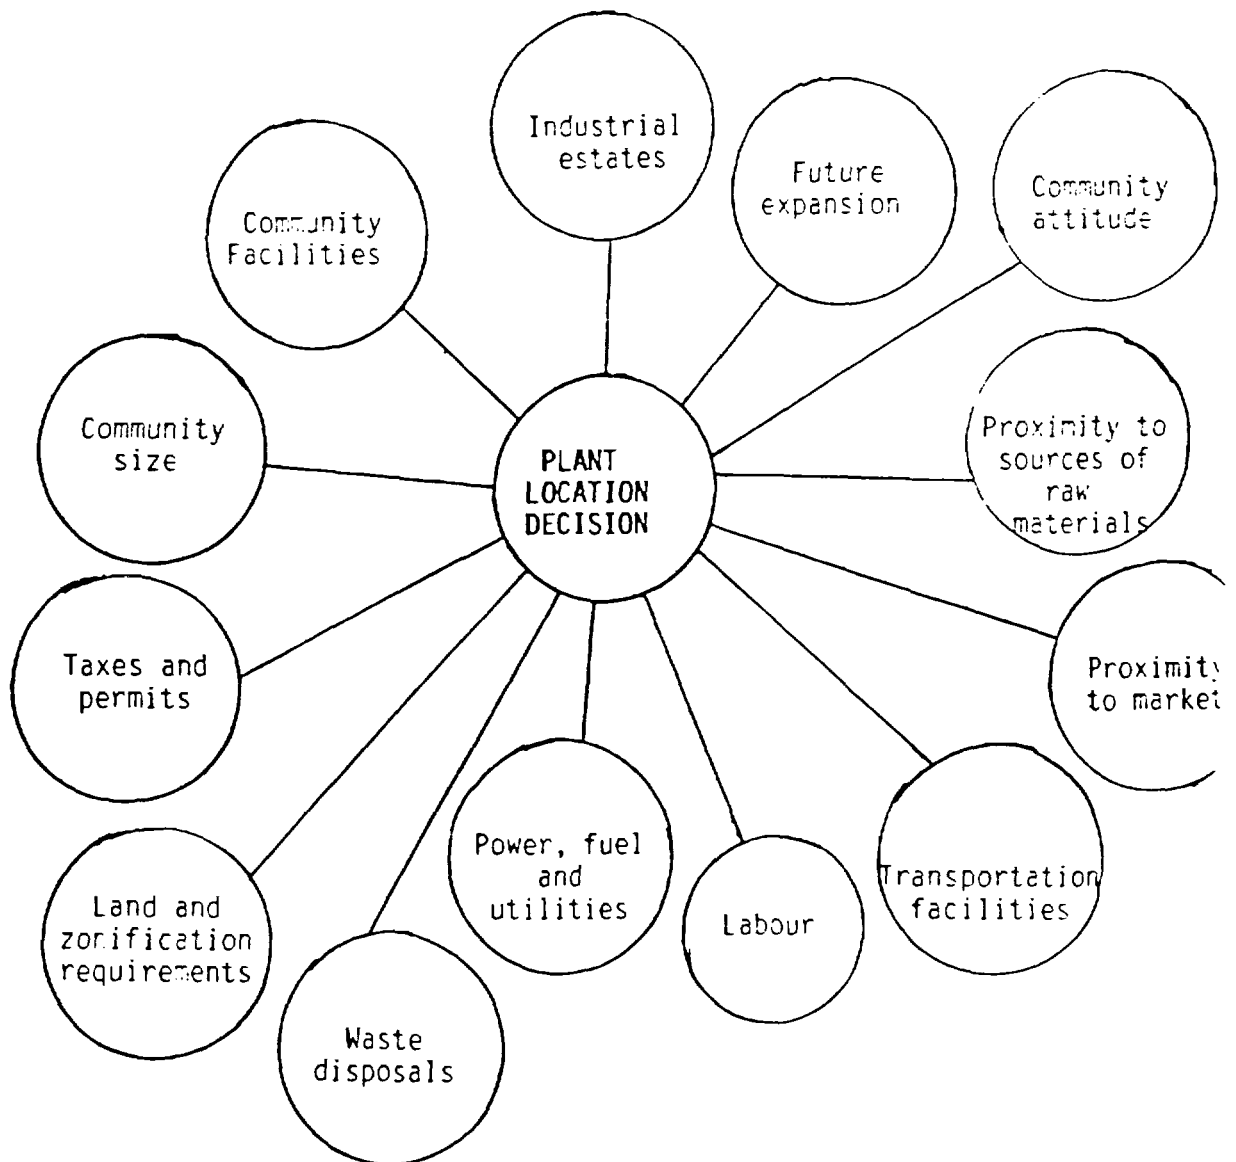 Industrial
estates
Future
expansion
Community
attitude
Community
Facilities
Proximity to
sources of
raw
materials
Community
size
PLANT
LOCATION
DECISION
Proximity
to market
Taxes and
permits
Transportation
facilities
Power, fuel
and
utilities
Labour
Land and
zonification
requirements
Waste
disposals